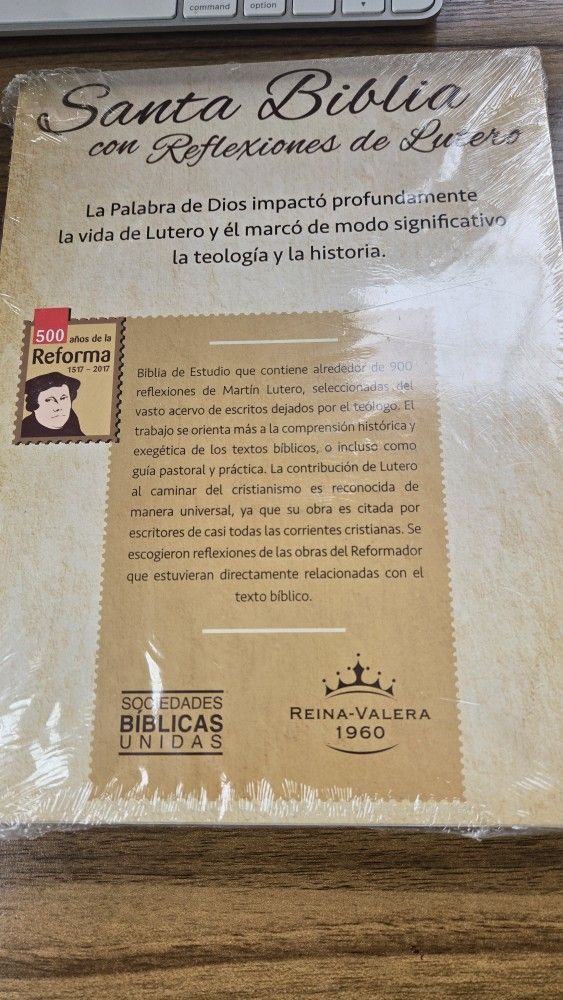 command
option
Santa Biblia
con Reflexiones de Lutero
La Palabra de Dios impactó profundamente
la vida de Lutero y él marcó de modo significativo
la teología y la historia.
500 años de la
Reforma
1517 – 2017
Biblia de Estudio que contiene alrededor de 900
reflexiones de Martín Lutero, seleccionadas del
vasto acervo de escritos dejados por el teólogo. El
trabajo se orienta más a la comprensión histórica y
exegética de los textos bíblicos, o incluso como
guía pastoral y práctica. La contribución de Lutero
al caminar del cristianismo es reconocida de
manera universal, ya que su obra es citada por
escritores de casi todas las corrientes cristianas. Se
escogieron reflexiones de las obras del Reformador
que estuvieran directamente relacionadas con el
texto bíblico.
SOCIEDADES
BÍBLICAS
UNIDAS
REINA-VALERA
1960